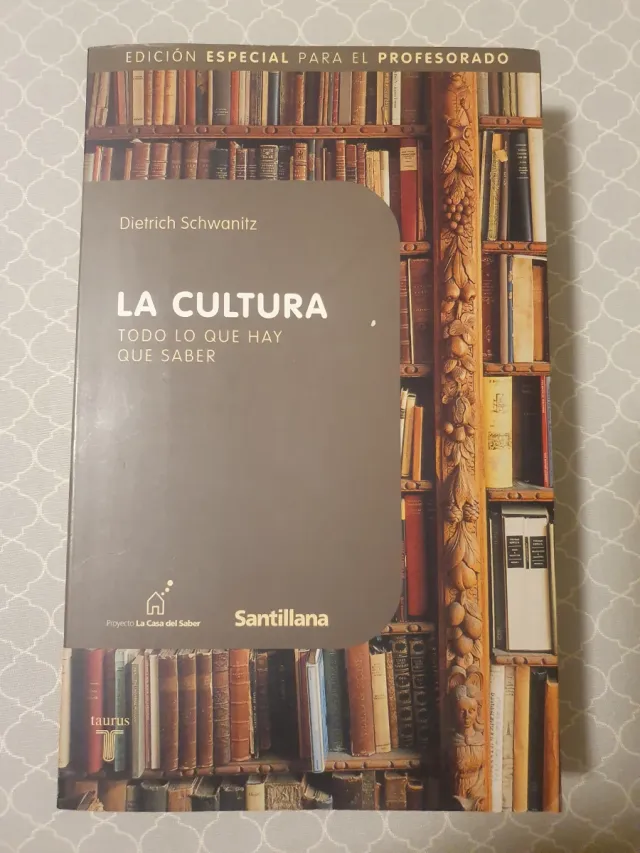 EDICIÓN ESPECIAL PARA EL PROFESORADO
Dietrich Schwanitz
LA CULTURA
TODO LO QUE HAY
QUE SABER
Proyecto La Casa del Saber
Santillana
taurus